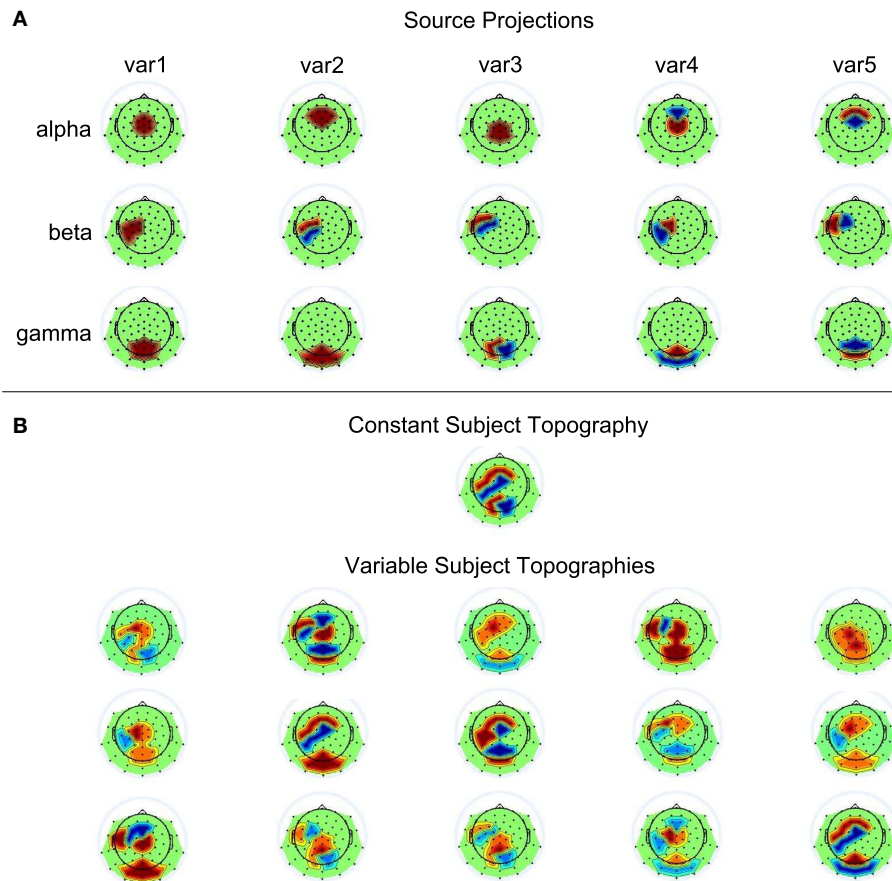 A
Source Projections
var1 var2 var3 var4 var5
alpha
beta
gamma
B
Constant Subject Topography
Variable Subject Topographies